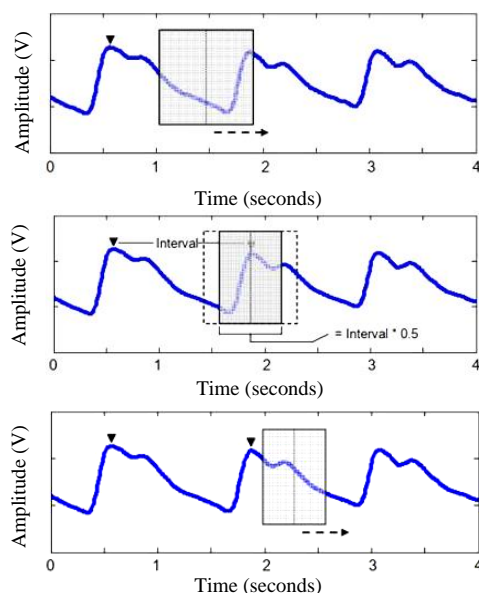 Amplitude (V)
0 1 2 3 4
Time (seconds)
Amplitude (V)
Interval
= Interval * 0.5
0 1 2 3 4
Time (seconds)
Amplitude (V)
0 1 2 3 4
Time (seconds)